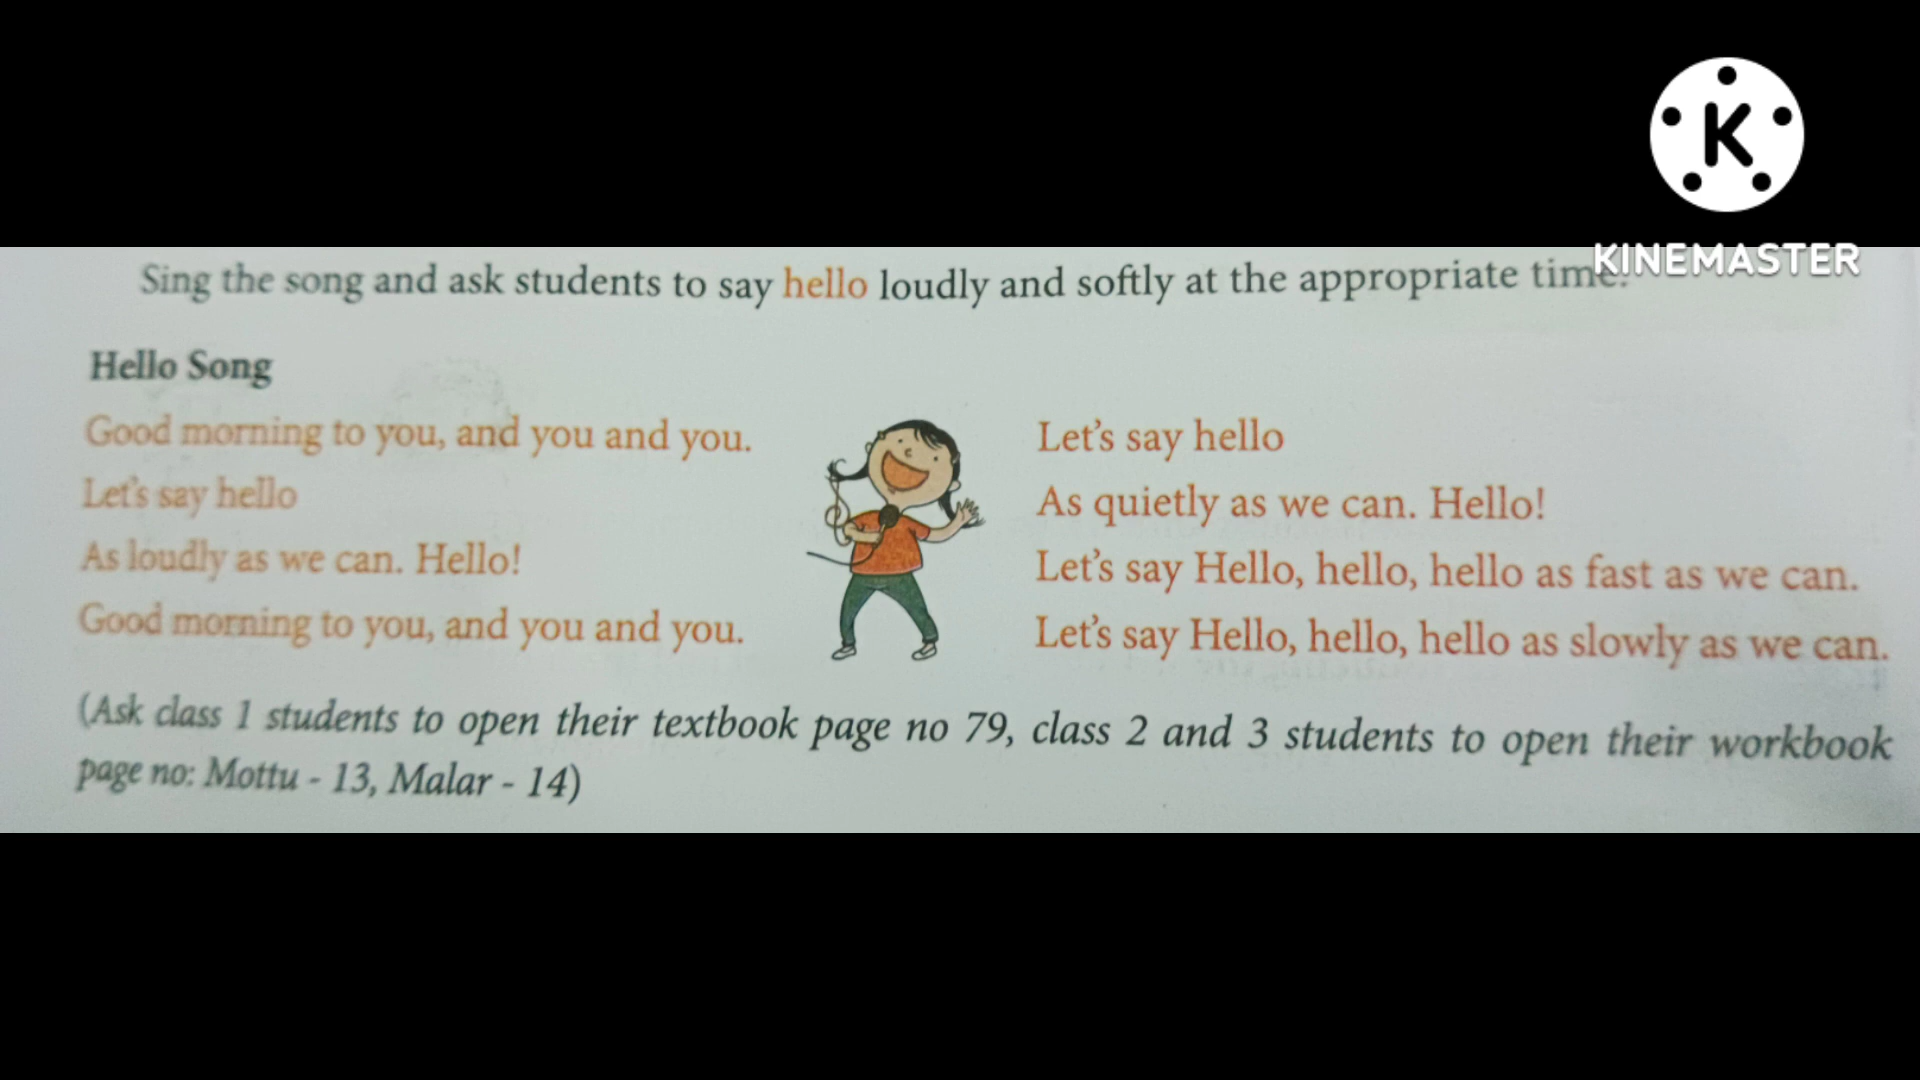 K
KINEMASTER
Sing the song and ask students to say hello loudly and softly at the appropriate time.
Hello Song
Good morning to you, and you and you.
Let's say hello
As loudly as we can. Hello!
Good morning to you, and you and you.
Let's say hello
As quietly as we can. Hello!
Let's say Hello, hello, hello as fast as we can.
Let's say Hello, hello, hello as slowly as we can.
(Ask class 1 students to open their textbook page no 79, class 2 and 3 students to open their workbook
page no: Mottu - 13, Malar - 14)